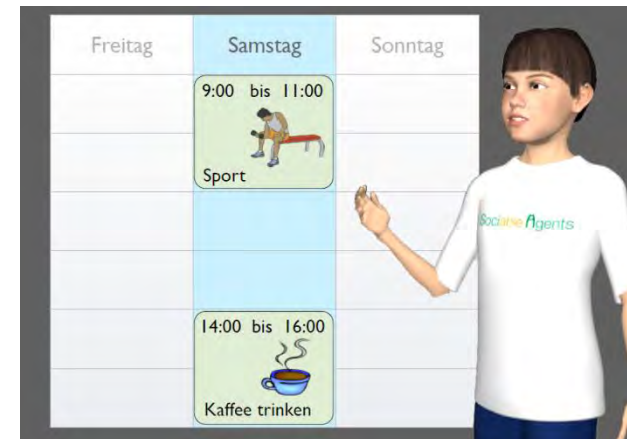 Freitag Samstag Sonntag
9:00 bis 11:00
Sport
14:00 bis 16:00
Kaffee trinken
Sociable Agents